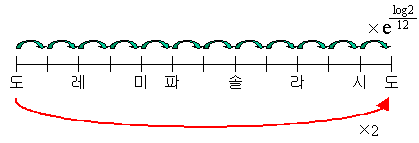 ×e^{log2/12}
도 레 미 파 솔 라 시 도
×2